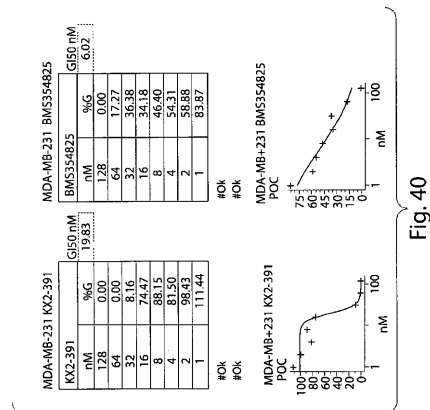 MDA-MB-231 KX2-391
KX2-391 GI50 nM
nM %G 19.83
128 0.00
64 0.00
32 8.16
16 74.47
8 88.15
4 81.50
2 98.43
1 111.44
#Ok
#Ok
MDA-MB-231 BMS354825
BMS354825 GI50 nM
nM %G 6.02
128 0.00
64 17.27
32 36.38
16 34.18
8 46.40
4 54.31
2 58.88
1 83.87
#Ok
#Ok
MDA-MB+231 KX2-391
POC
100
80
60
40
20
0
1 100
nM
MDA-MB+231 BMS354825
POC
75
60
45
30
15
0
1 100
nM
Fig. 40